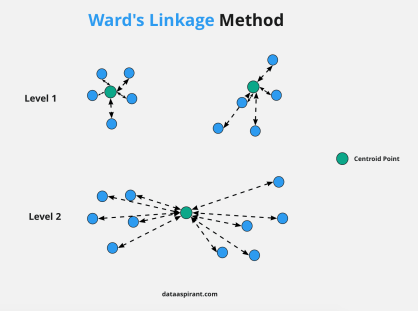 Ward's Linkage Method
Level 1
Centroid Point
Level 2
dataaspirant.com